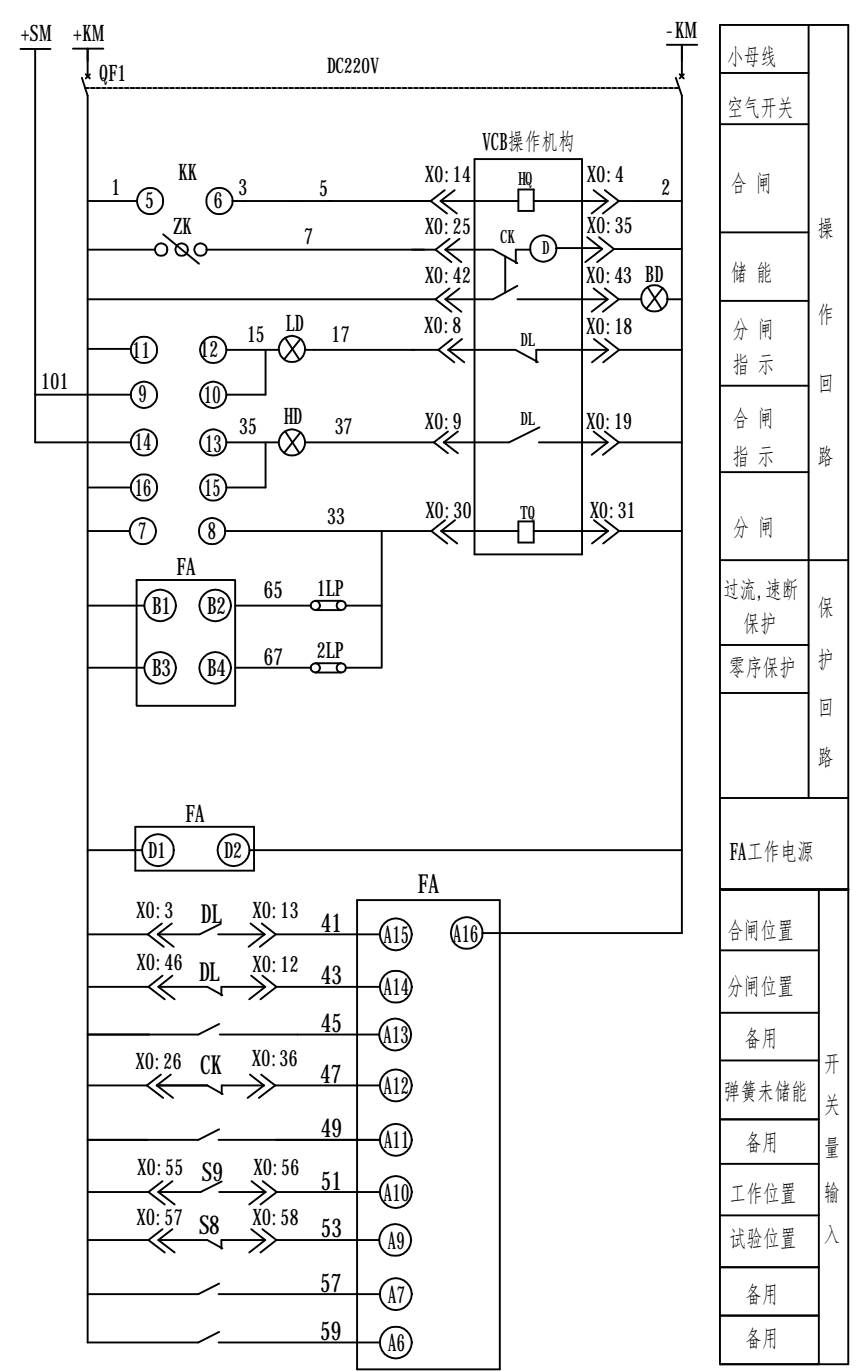 +SM +KM -KM
QF1 DC220V
VCB操作机构
1 5 KK 6 3 5 X0:14 HQ X0:4 2
ZK 7 X0:25 CK D X0:35
X0:42 X0:43 BD
11 12 15 LD 17 X0:8 DL X0:18
101 9 10
14 13 35 HD 37 X0:9 DL X0:19
16 15
7 8 33 X0:30 TQ X0:31
FA
B1 B2 65 1LP
B3 B4 67 2LP
FA
D1 D2
FA
X0:3 DL X0:13 41 A15 A16
X0:46 DL X0:12 43 A14
45 A13
X0:26 CK X0:36 47 A12
49 A11
X0:55 S9 X0:56 51 A10
X0:57 S8 X0:58 53 A9
57 A7
59 A6
小母线
空气开关
合闸
储能
分闸
指示
合闸
指示
分闸
操作回路
过流,速断
保护
零序保护
保护回路
FA工作电源
合闸位置
分闸位置
备用
弹簧未储能
备用
工作位置
试验位置
备用
备用
开关量输入